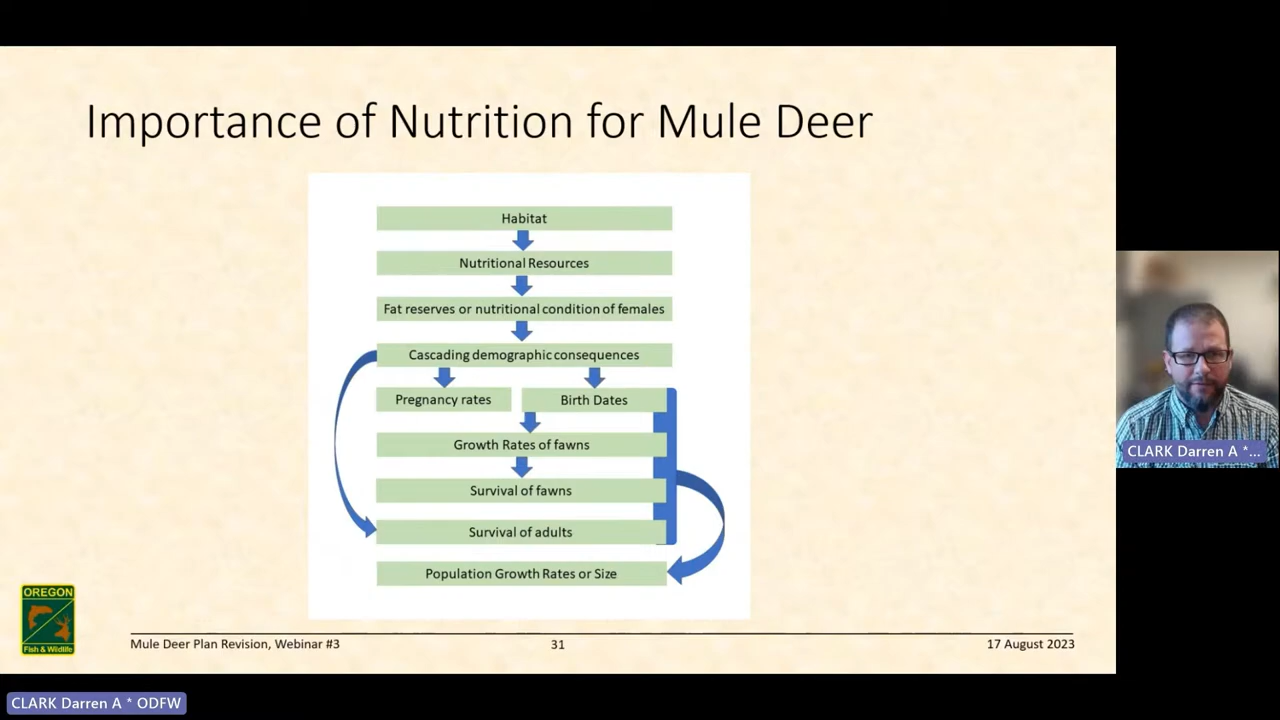 Importance of Nutrition for Mule Deer
Habitat
Nutritional Resources
Fat reserves or nutritional condition of females
Cascading demographic consequences
Pregnancy rates
Birth Dates
Growth Rates of fawns
Survival of fawns
Survival of adults
Population Growth Rates or Size
OREGON
Fish & Wildlife
Mule Deer Plan Revision, Webinar #3
31
17 August 2023
CLARK Darren A *...
CLARK Darren A * ODFW